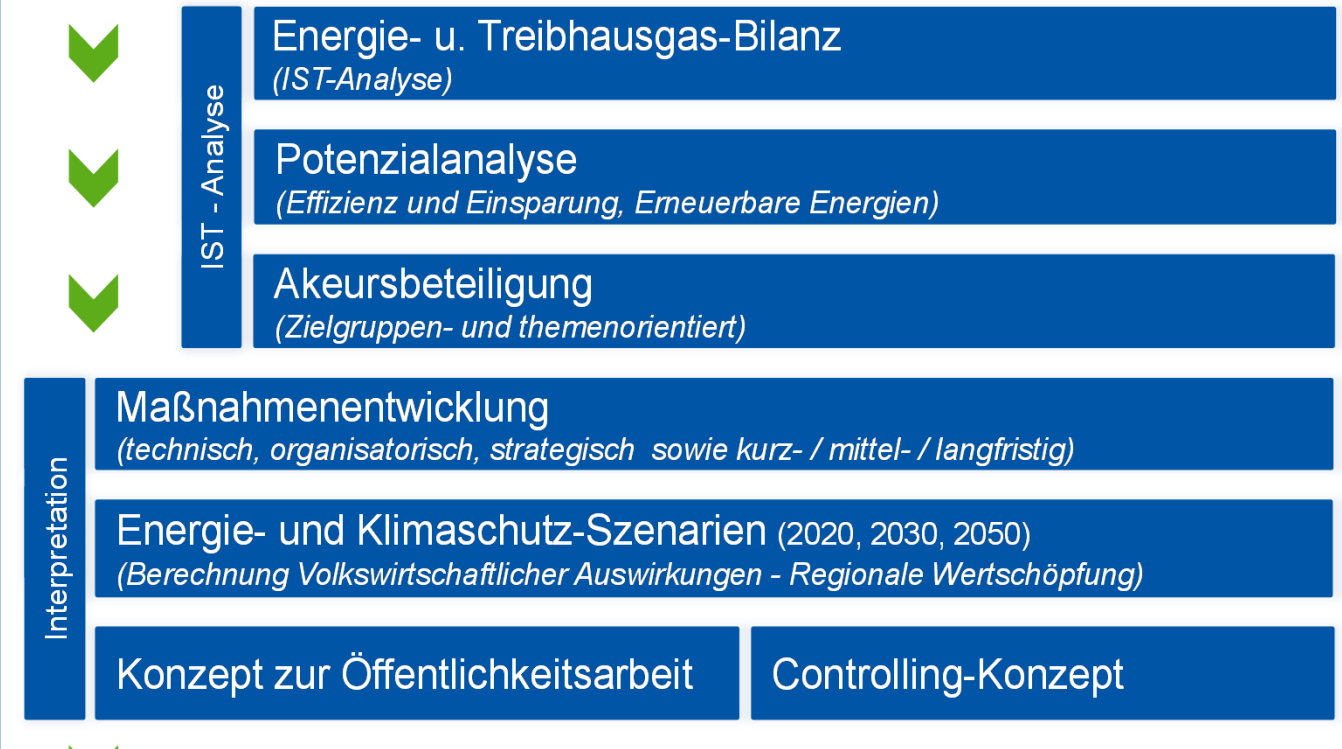 IST - Analyse
Energie- u. Treibhausgas-Bilanz
(IST-Analyse)
Potenzialanalyse
(Effizienz und Einsparung, Erneuerbare Energien)
Akeursbeteiligung
(Zielgruppen- und themenorientiert)
Interpretation
Maßnahmenentwicklung
(technisch, organisatorisch, strategisch sowie kurz- / mittel- / langfristig)
Energie- und Klimaschutz-Szenarien (2020, 2030, 2050)
(Berechnung Volkswirtschaftlicher Auswirkungen - Regionale Wertschöpfung)
Konzept zur Öffentlichkeitsarbeit
Controlling-Konzept